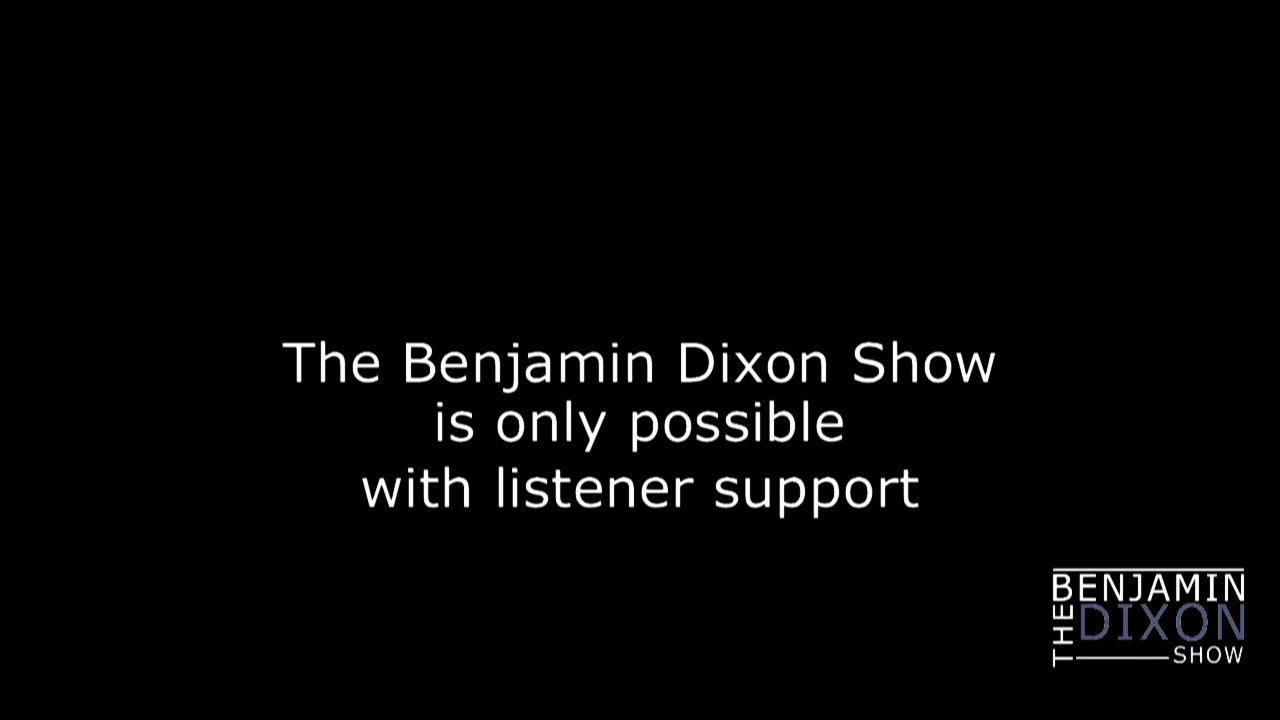 The Benjamin Dixon Show
is only possible
with listener support
THE
BENJAMIN
DIXON
SHOW